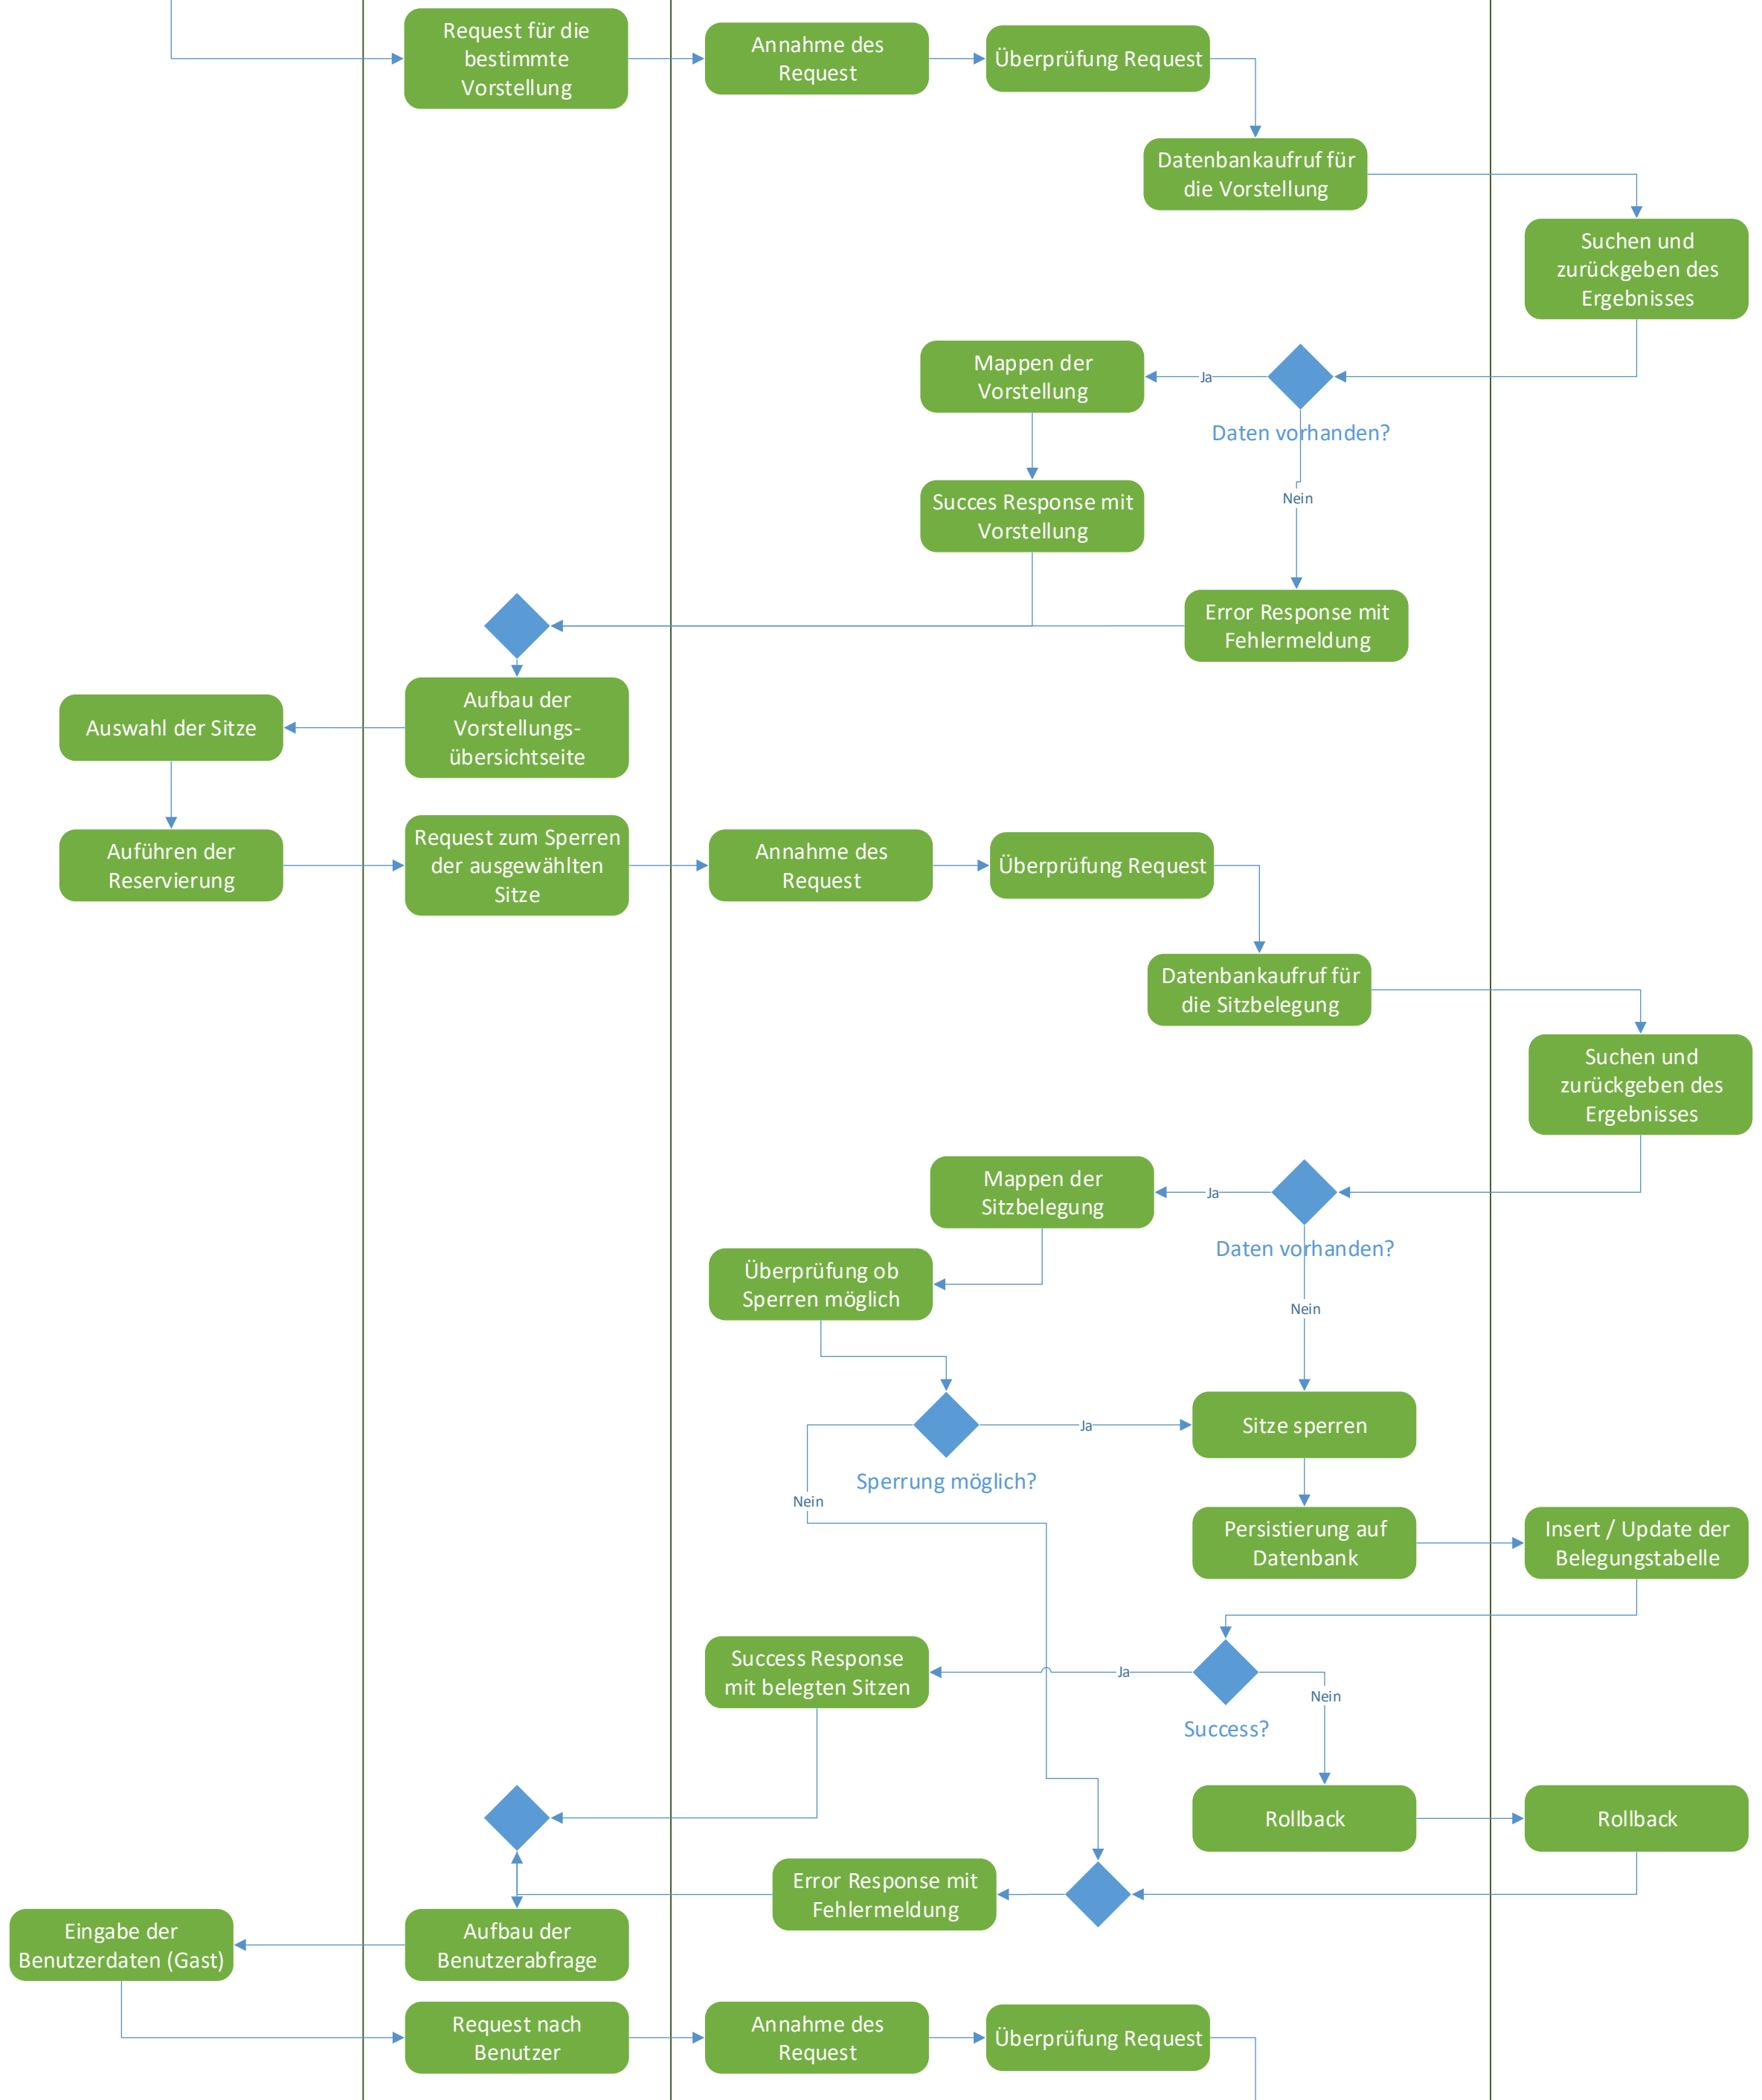 Request für die
bestimmte
Vorstellung
Annahme des
Request
Überprüfung Request
Datenbankaufruf für
die Vorstellung
Suchen und
zurückgeben des
Ergebnisses
Mappen der
Vorstellung
Ja
Daten vorhanden?
Nein
Succes Response mit
Vorstellung
Error Response mit
Fehlermeldung
Aufbau der
Vorstellungs-
übersichtseite
Auswahl der Sitze
Auführen der
Reservierung
Request zum Sperren
der ausgewählten
Sitze
Annahme des
Request
Überprüfung Request
Datenbankaufruf für
die Sitzbelegung
Suchen und
zurückgeben des
Ergebnisses
Mappen der
Sitzbelegung
Ja
Daten vorhanden?
Nein
Überprüfung ob
Sperren möglich
Ja
Sperrung möglich?
Nein
Sitze sperren
Persistierung auf
Datenbank
Insert / Update der
Belegungstabelle
Success Response
mit belegten Sitzen
Ja
Success?
Nein
Rollback
Rollback
Error Response mit
Fehlermeldung
Aufbau der
Benutzerabfrage
Eingabe der
Benutzerdaten (Gast)
Request nach
Benutzer
Annahme des
Request
Überprüfung Request